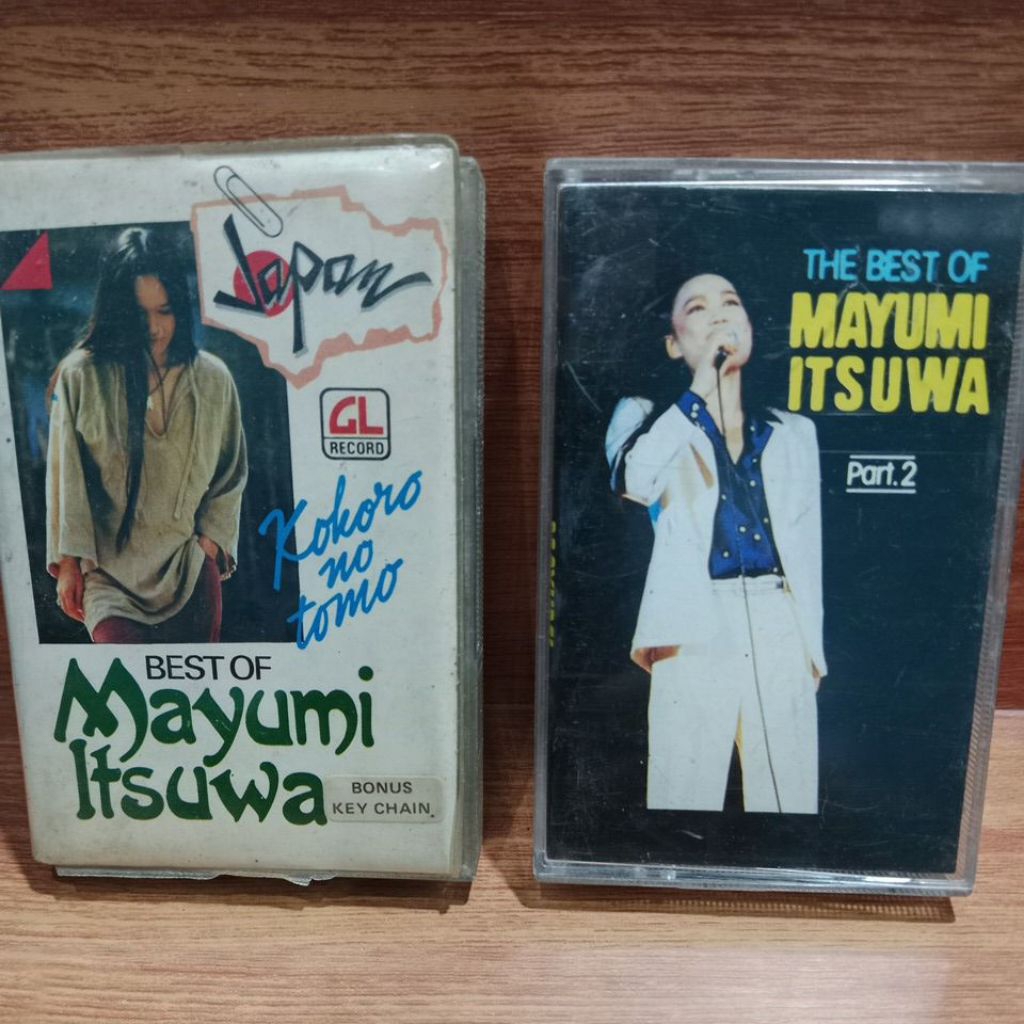 Japan
GL
RECORD
Kokoro
no
tomo
BEST OF
Mayumi
Itsuwa
BONUS
KEY CHAIN
THE BEST OF
MAYUMI
ITSUWA
Part.2